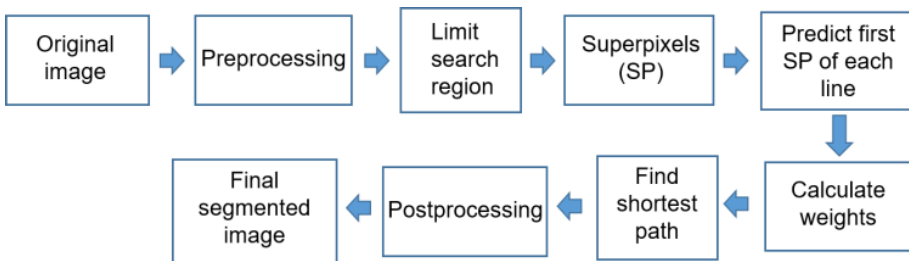 Original
image
Preprocessing
Limit
search
region
Superpixels
(SP)
Predict first
SP of each
line
Calculate
weights
Find
shortest
path
Postprocessing
Final
segmented
image